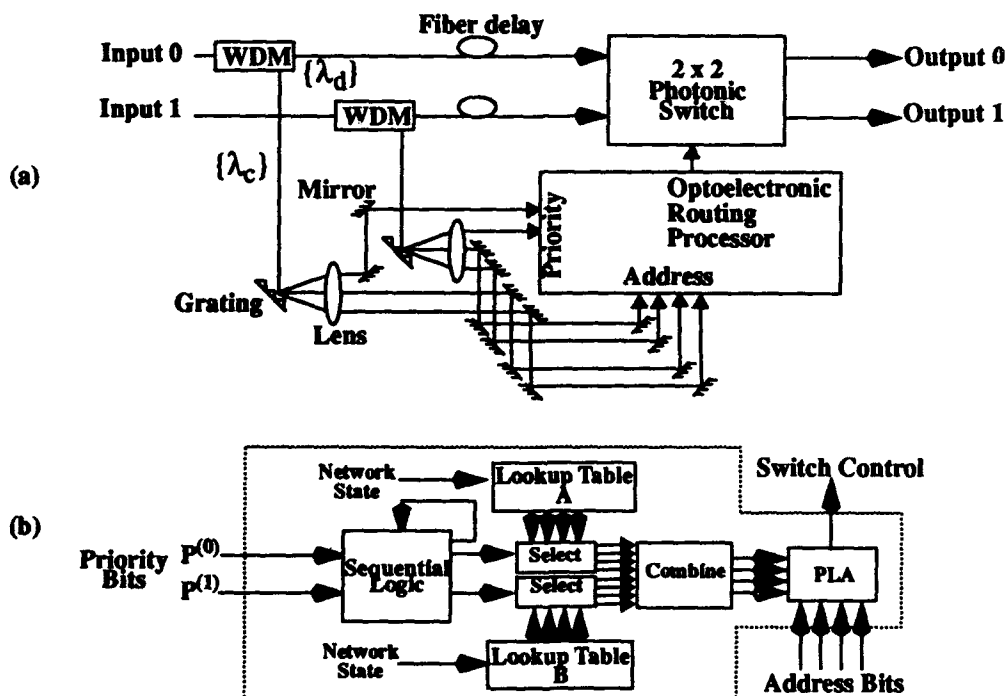 (a)
Input 0
WDM
Fiber delay
{λd}
2 x 2
Photonic
Switch
Output 0
Input 1
WDM
Output 1
{λc}
Mirror
Grating
Lens
Priority
Optoelectronic
Routing
Processor
Address
(b)
Priority
Bits
P(0)
P(1)
Network
State
Sequential
Logic
Lookup Table
A
Select
Select
Combine
PLA
Switch Control
Network
State
Lookup Table
B
Address Bits